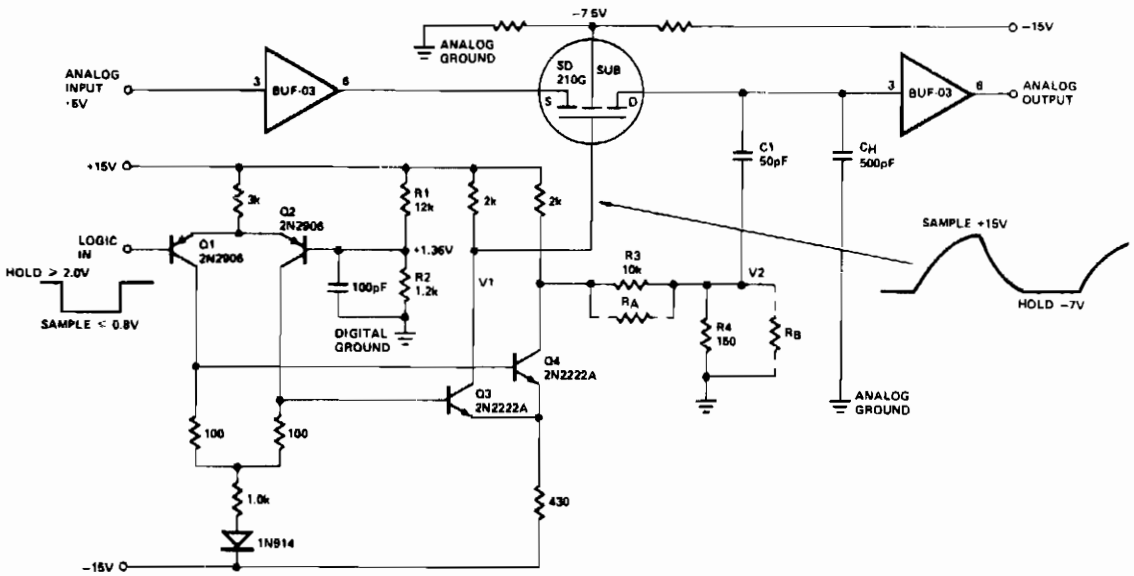 -7.5V
-15V
ANALOG
GROUND
SD
210G
SUB
S
D
ANALOG
INPUT
±5V
3
BUF-03
6
3
BUF-03
6
ANALOG
OUTPUT
C1
50pF
CH
500pF
+15V
3k
R1
12k
2k
2k
Q2
2N2906
LOGIC
IN
Q1
2N2906
+1.36V
HOLD ≥ 2.0V
SAMPLE ≤ 0.8V
100pF
R2
1.2k
DIGITAL
GROUND
V1
R3
10k
RA
V2
R4
150
RB
SAMPLE +15V
HOLD -7V
Q4
2N2222A
Q3
2N2222A
ANALOG
GROUND
100
100
1.0k
430
1N914
-15V